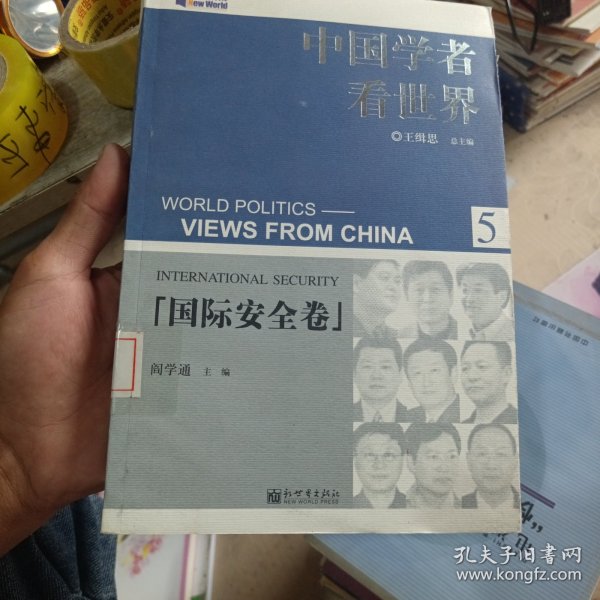 New World
中国学者
看世界
◎王缉思 总主编
WORLD POLITICS —
VIEWS FROM CHINA
5
INTERNATIONAL SECURITY
「国际安全卷」
阎学通 主编
新世界出版社
NEW WORLD PRESS
孔夫子旧书网
www.kongfz.com